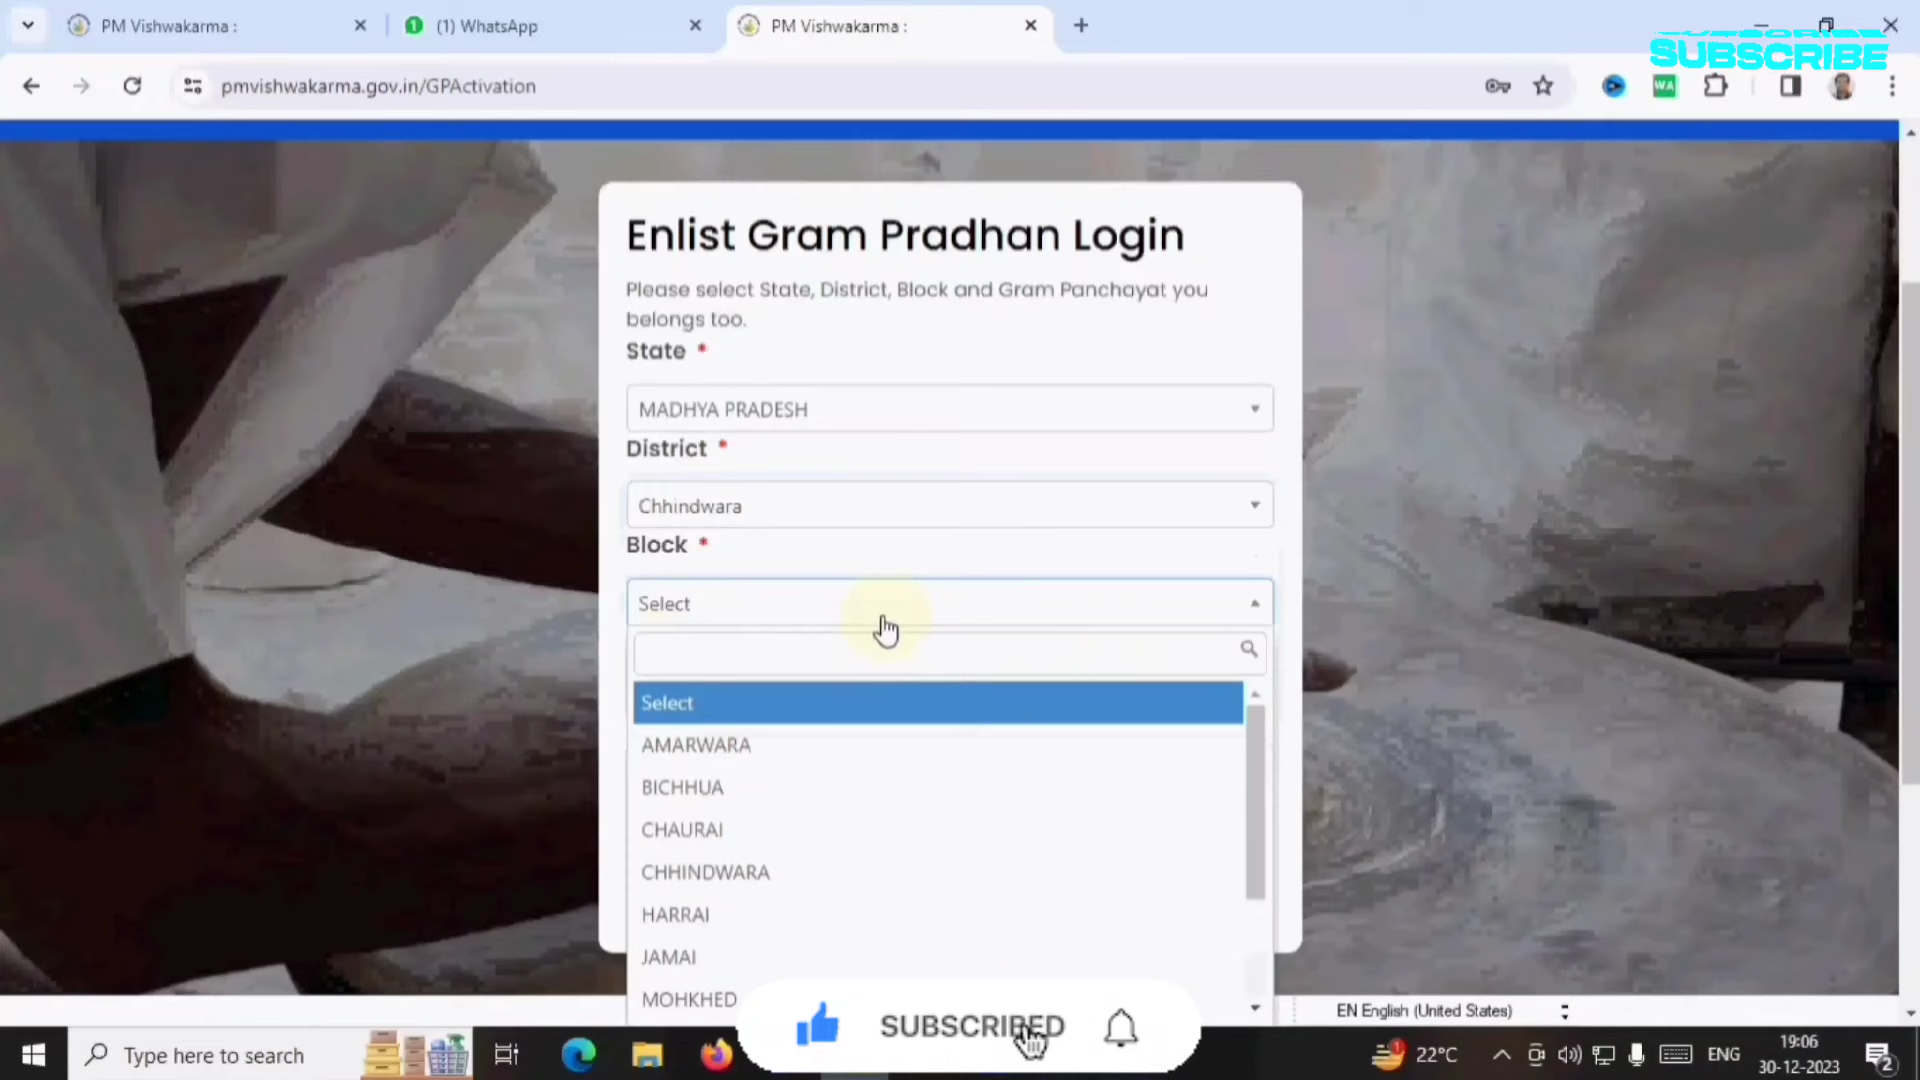 PM Vishwakarma :
(1) WhatsApp
PM Vishwakarma :
SUBSCRIBE
pmvishwakarma.gov.in/GPActivation
WA
Enlist Gram Pradhan Login
Please select State, District, Block and Gram Panchayat you
belongs too.
State *
MADHYA PRADESH
District *
Chhindwara
Block *
Select
Select
AMARWARA
BICHHUA
CHAURAI
CHHINDWARA
HARRAI
JAMAI
MOHKHED
SUBSCRIBED
EN English (United States)
Type here to search
1
22°C
ENG
19:06
30-12-2023
2